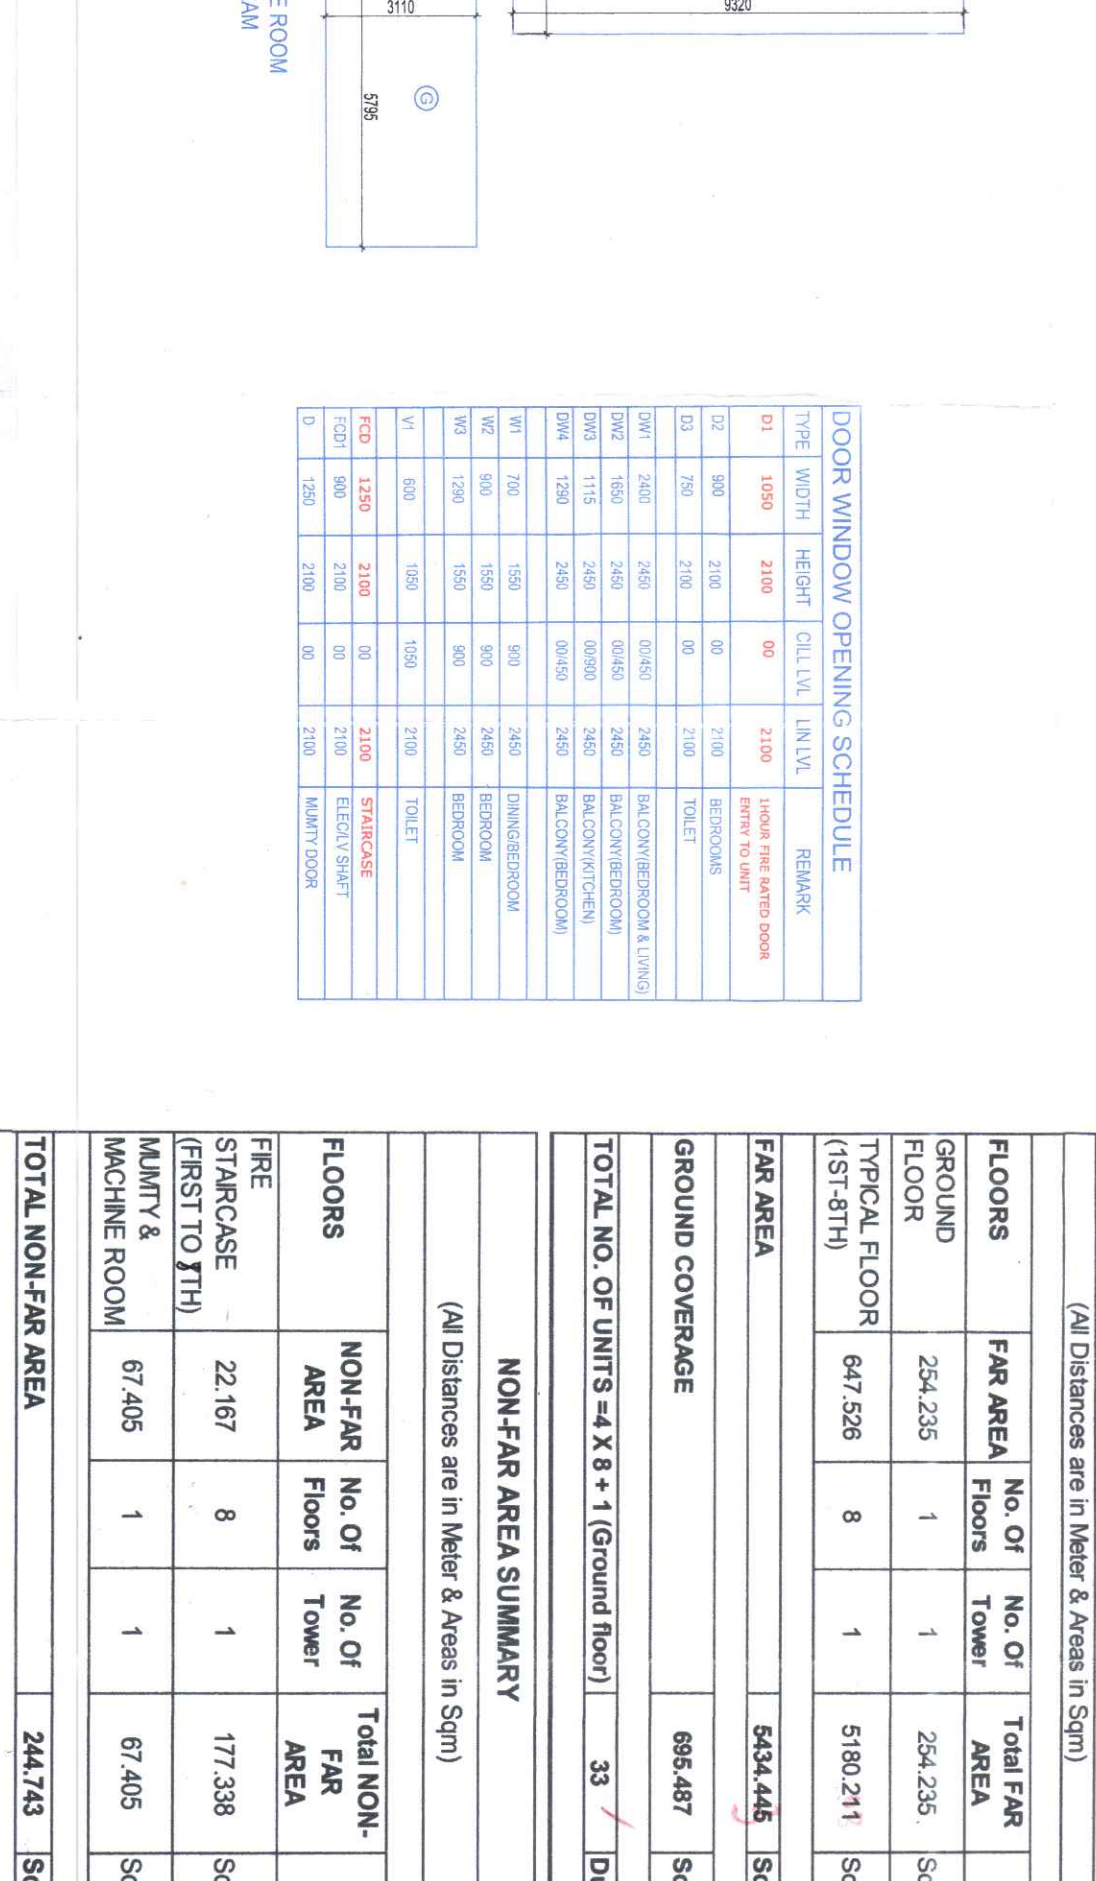 E ROOM
AM
3110
5795
G
9320
DOOR WINDOW OPENING SCHEDULE
TYPE WIDTH HEIGHT CILL LVL LIN LVL REMARK
D1 1050 2100 00 2100 1HOUR FIRE RATED DOOR
ENTRY TO UNIT
D2 900 2100 00 2100 BEDROOMS
D3 750 2100 00 2100 TOILET
DW1 2400 2450 00/450 2450 BALCONY(BEDROOM & LIVING)
DW2 1650 2450 00/450 2450 BALCONY(BEDROOM)
DW3 1115 2450 00/900 2450 BALCONY(KITCHEN)
DW4 1290 2450 00/450 2450 BALCONY(BEDROOM)
W1 700 1550 900 2450 DINING/BEDROOM
W2 900 1550 900 2450 BEDROOM
W3 1290 1550 900 2450 BEDROOM
V1 600 1050 1050 2100 TOILET
FCD 1250 2100 00 2100 STAIRCASE
FCD1 900 2100 00 2100 ELEC/LV SHAFT
D 1250 2100 00 2100 MUMTY DOOR
(All Distances are in Meter & Areas in Sqm)
FLOORS FAR AREA No. Of Floors No. Of Tower Total FAR AREA
GROUND FLOOR 254.235 1 1 254.235
TYPICAL FLOOR (1ST-8TH) 647.526 8 1 5180.211
FAR AREA 5434.445
GROUND COVERAGE 695.487
TOTAL NO. OF UNITS =4 X 8 + 1 (Ground floor) 33
NON-FAR AREA SUMMARY
(All Distances are in Meter & Areas in Sqm)
FLOORS NON-FAR AREA No. Of Floors No. Of Tower Total NON-FAR AREA
FIRE STAIRCASE (FIRST TO 8TH) 22.167 8 1 177.338
MUMTY & MACHINE ROOM 67.405 1 1 67.405
TOTAL NON-FAR AREA 244.743